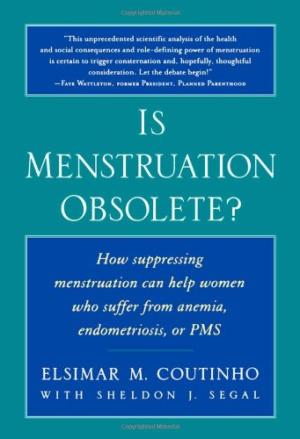 "This unprecedented scientific analysis of the health
and social consequences and role-defining power of menstruation
is certain to trigger consternation and, hopefully, thoughtful
consideration. Let the debate begin!"
—Faye Wattleton, former President, Planned Parenthood
Is
Menstruation
Obsolete?
How suppressing
menstruation can help women
who suffer from anemia,
endometriosis, or PMS
Elsimar M. Coutinho
with Sheldon J. Segal